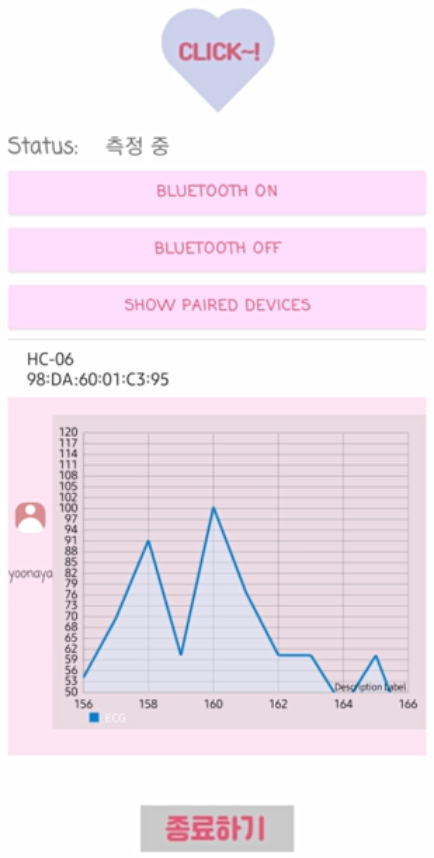 CLICK~!
Status: 측정 중
BLUETOOTH ON
BLUETOOTH OFF
SHOW PAIRED DEVICES
HC-06
98:DA:60:01:C3:95
120
117
114
111
108
105
102
100
97
94
91
88
85
82
79
76
73
70
68
65
62
59
56
53
50
yoonaya
Description Label
156 158 160 162 164 166
ECG
종료하기